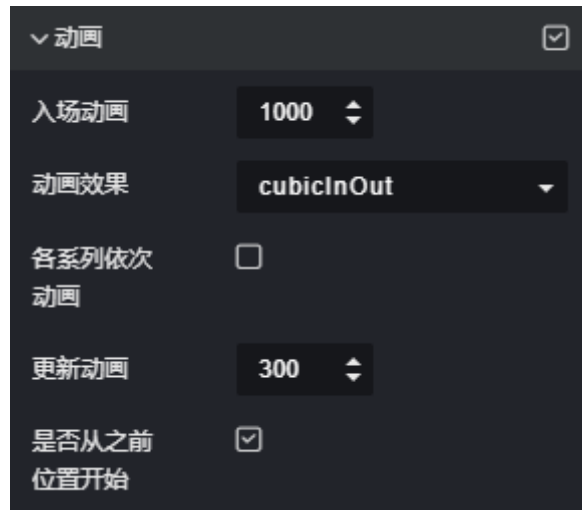 动画
入场动画 1000
动画效果 cubicInOut
各系列依次
动画
更新动画 300
是否从之前
位置开始